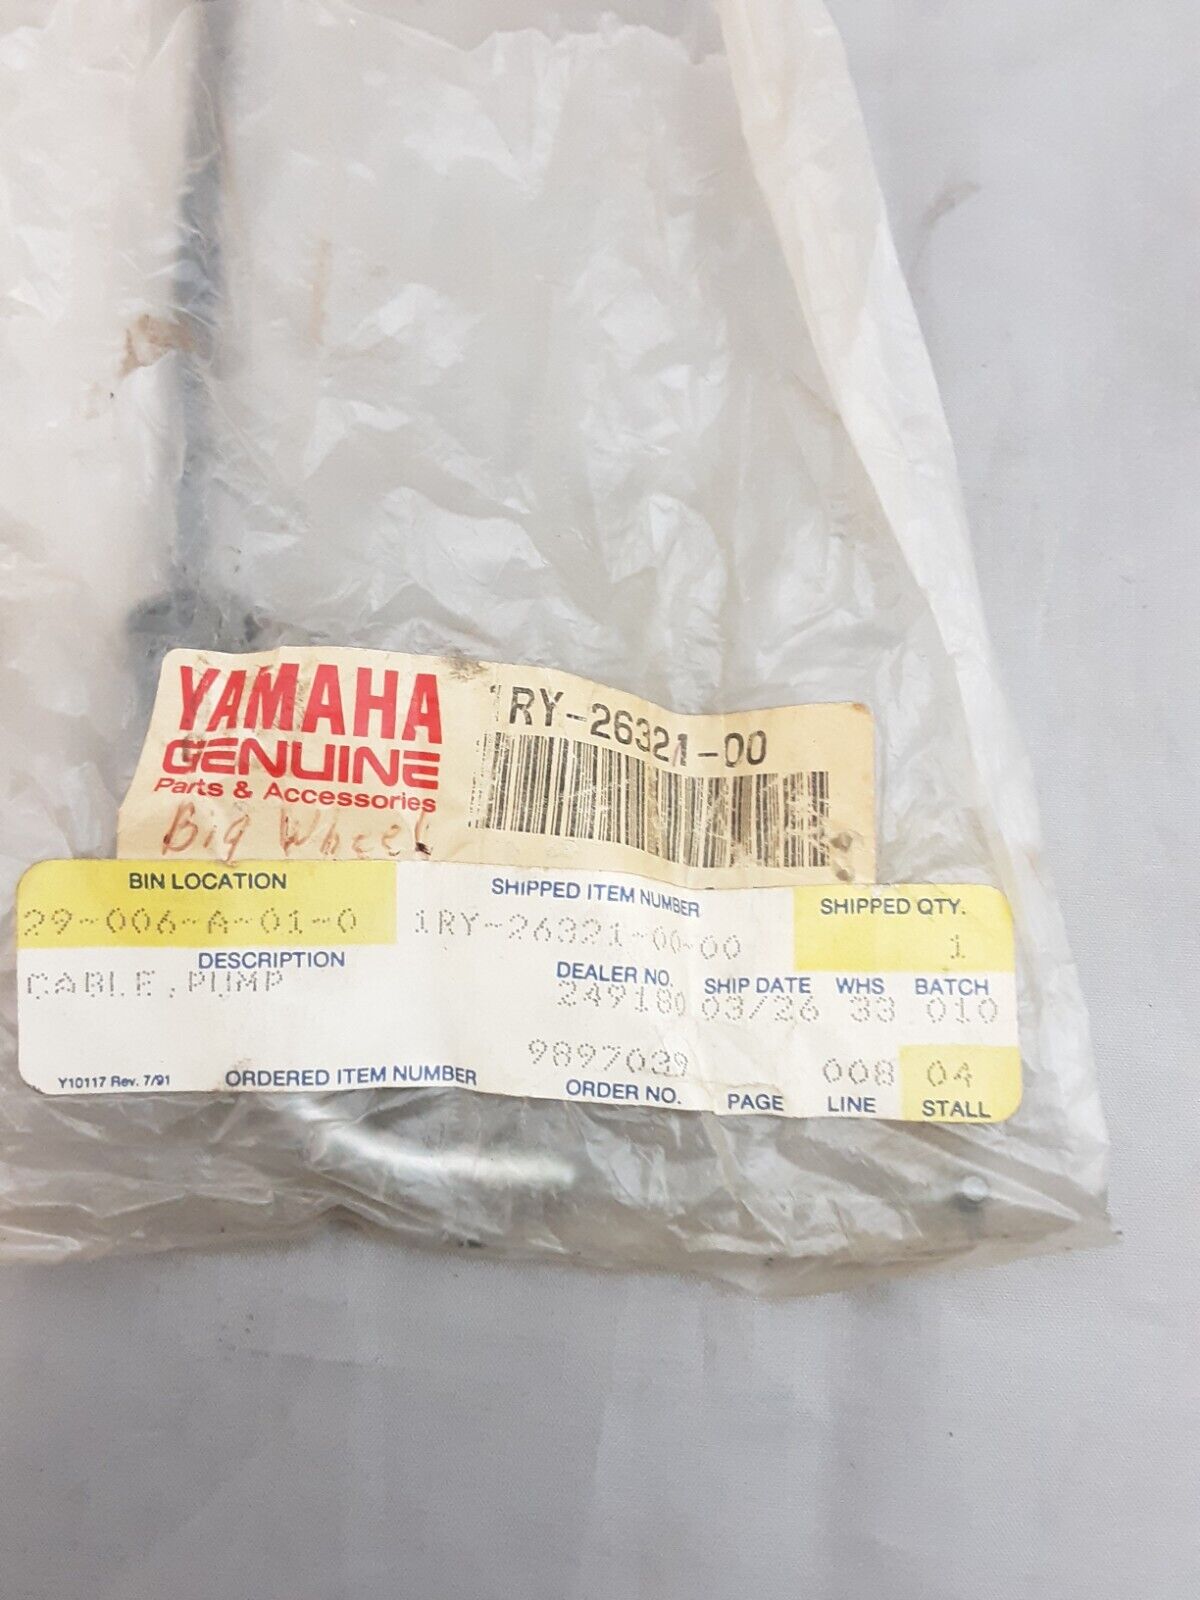 YAMAHA
GENUINE
Parts & Accessories
1RY-26321-00
Big Wheel
BIN LOCATION
SHIPPED ITEM NUMBER
SHIPPED QTY.
29-006-A-01-0
1RY-26321-00-00
1
DESCRIPTION
DEALER NO.
SHIP DATE
WHS
BATCH
CABLE, PUMP
249180
03/26
33
010
9897039
008
04
Y10117 Rev. 7/91
ORDERED ITEM NUMBER
ORDER NO.
PAGE
LINE
STALL